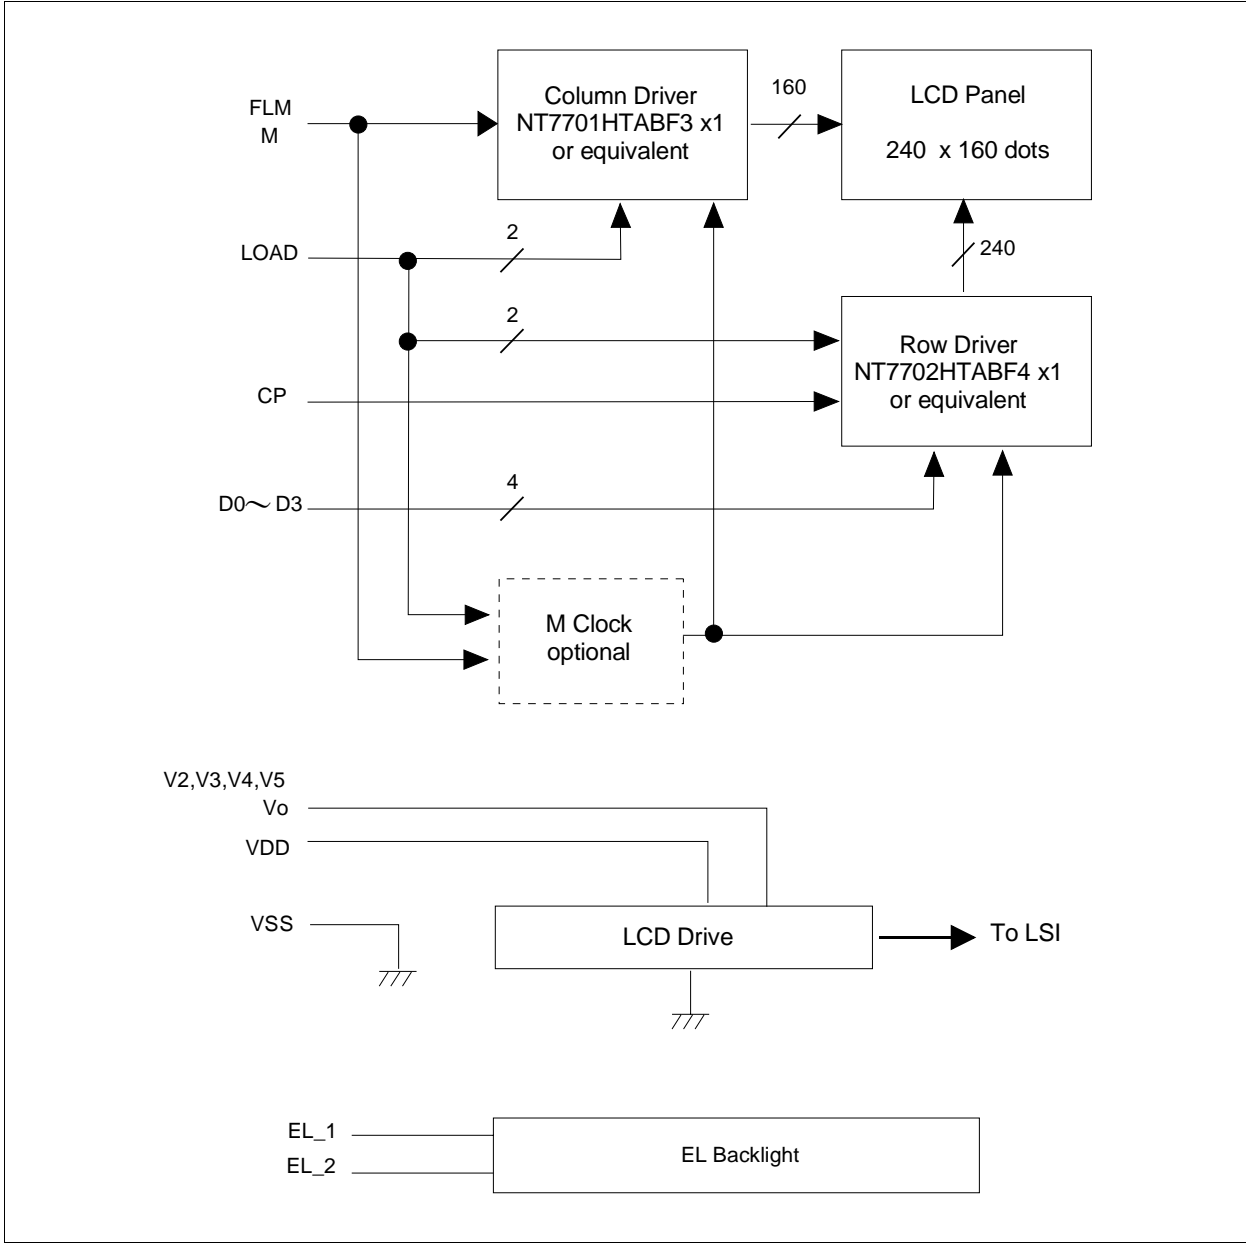 FLM
M
Column Driver
NT7701HTABF3 x1
or equivalent
160
LCD Panel
240 x 160 dots
LOAD
2
240
2
Row Driver
NT7702HTABF4 x1
or equivalent
CP
D0～ D3
4
M Clock
optional
V2,V3,V4,V5
Vo
VDD
VSS
LCD Drive
To LSI
EL_1
EL_2
EL Backlight